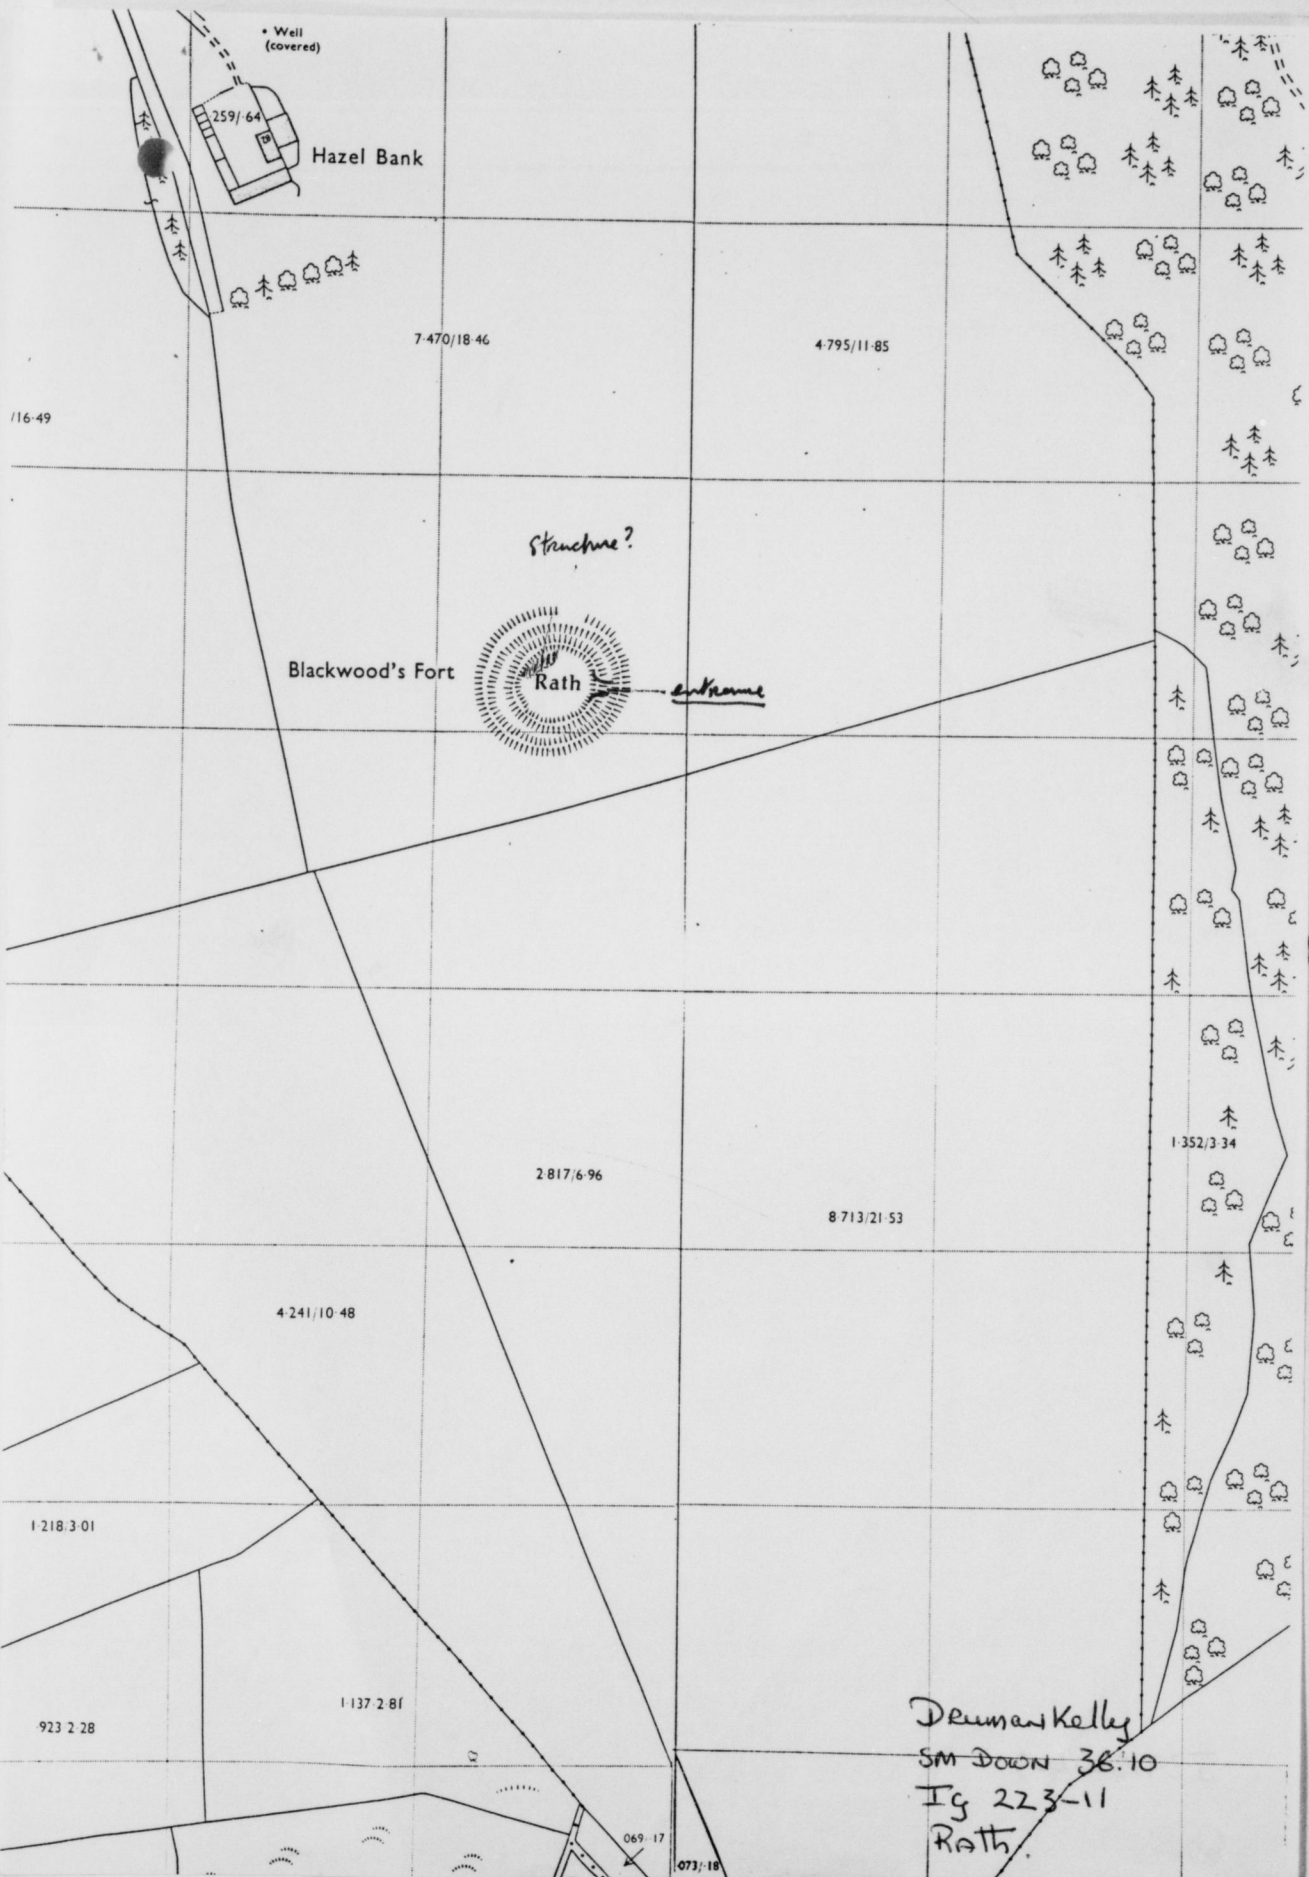 Well
(covered)
259/·64
Hazel Bank
7·470/18·46
4·795/11·85
/16·49
Structure?
Blackwood's Fort
Rath
entrance
1·352/3·34
2·817/6·96
8·713/21·53
4·241/10·48
1·218/3·01
1·137/2·81
·923 2·28
069/·17
·073/·18
Drumankelly
SM DOWN 36:10
Ig 223-11
Rath.